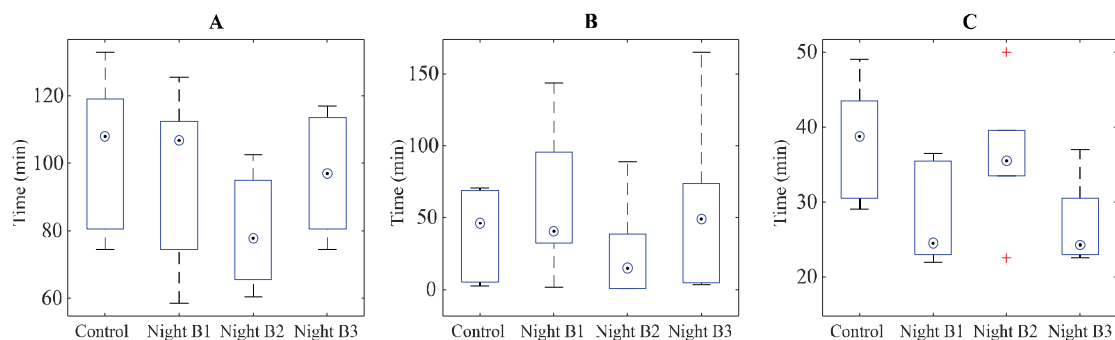 A
Time (min)
120
100
80
60
Control Night B1 Night B2 Night B3
B
Time (min)
150
100
50
0
Control Night B1 Night B2 Night B3
C
Time (min)
50
40
30
20
Control Night B1 Night B2 Night B3